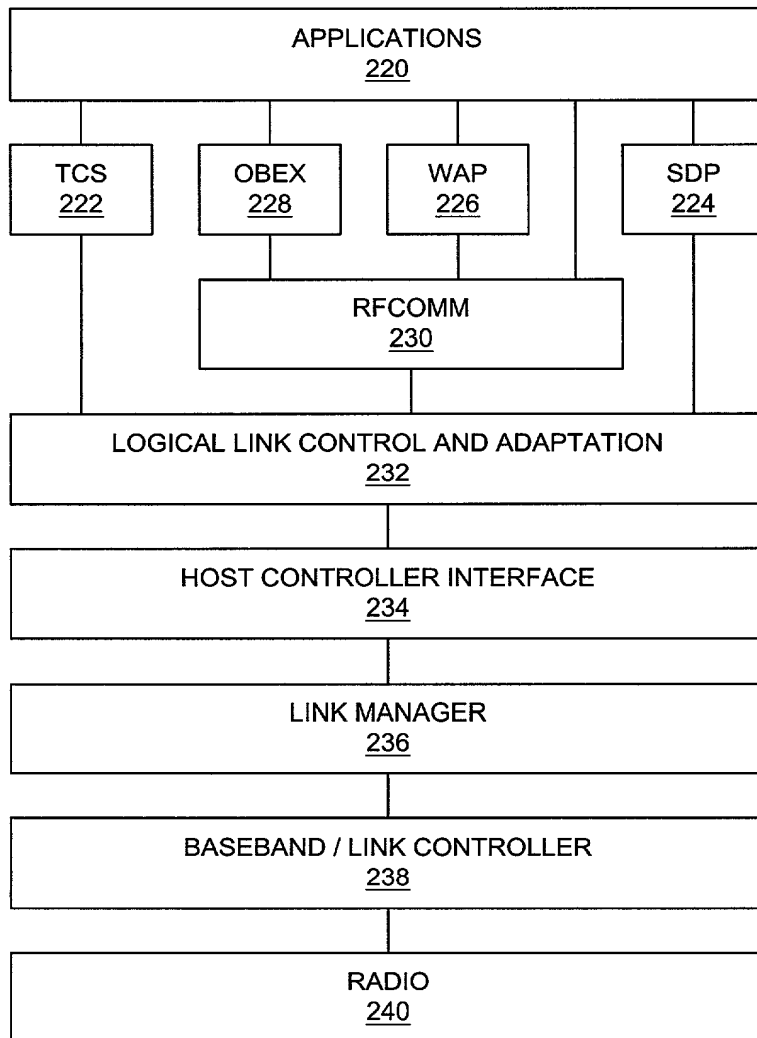 APPLICATIONS
220
TCS
222
OBEX
228
WAP
226
SDP
224
RFCOMM
230
LOGICAL LINK CONTROL AND ADAPTATION
232
HOST CONTROLLER INTERFACE
234
LINK MANAGER
236
BASEBAND / LINK CONTROLLER
238
RADIO
240